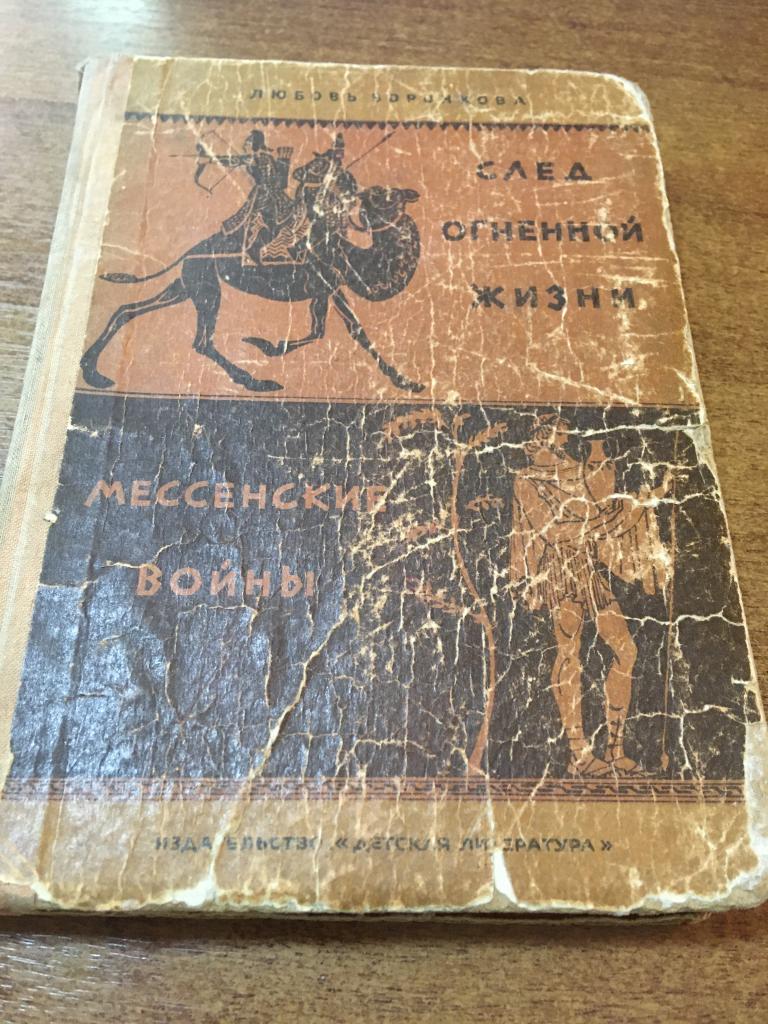 ЛЮБОВЬ ВОРОНКОВА
СЛЕД
ОГНЕННОЙ
ЖИЗНИ
МЕССЕНСКИЕ
ВОЙНЫ
ИЗДАТЕЛЬСТВО «ДЕТСКАЯ ЛИТЕРАТУРА»